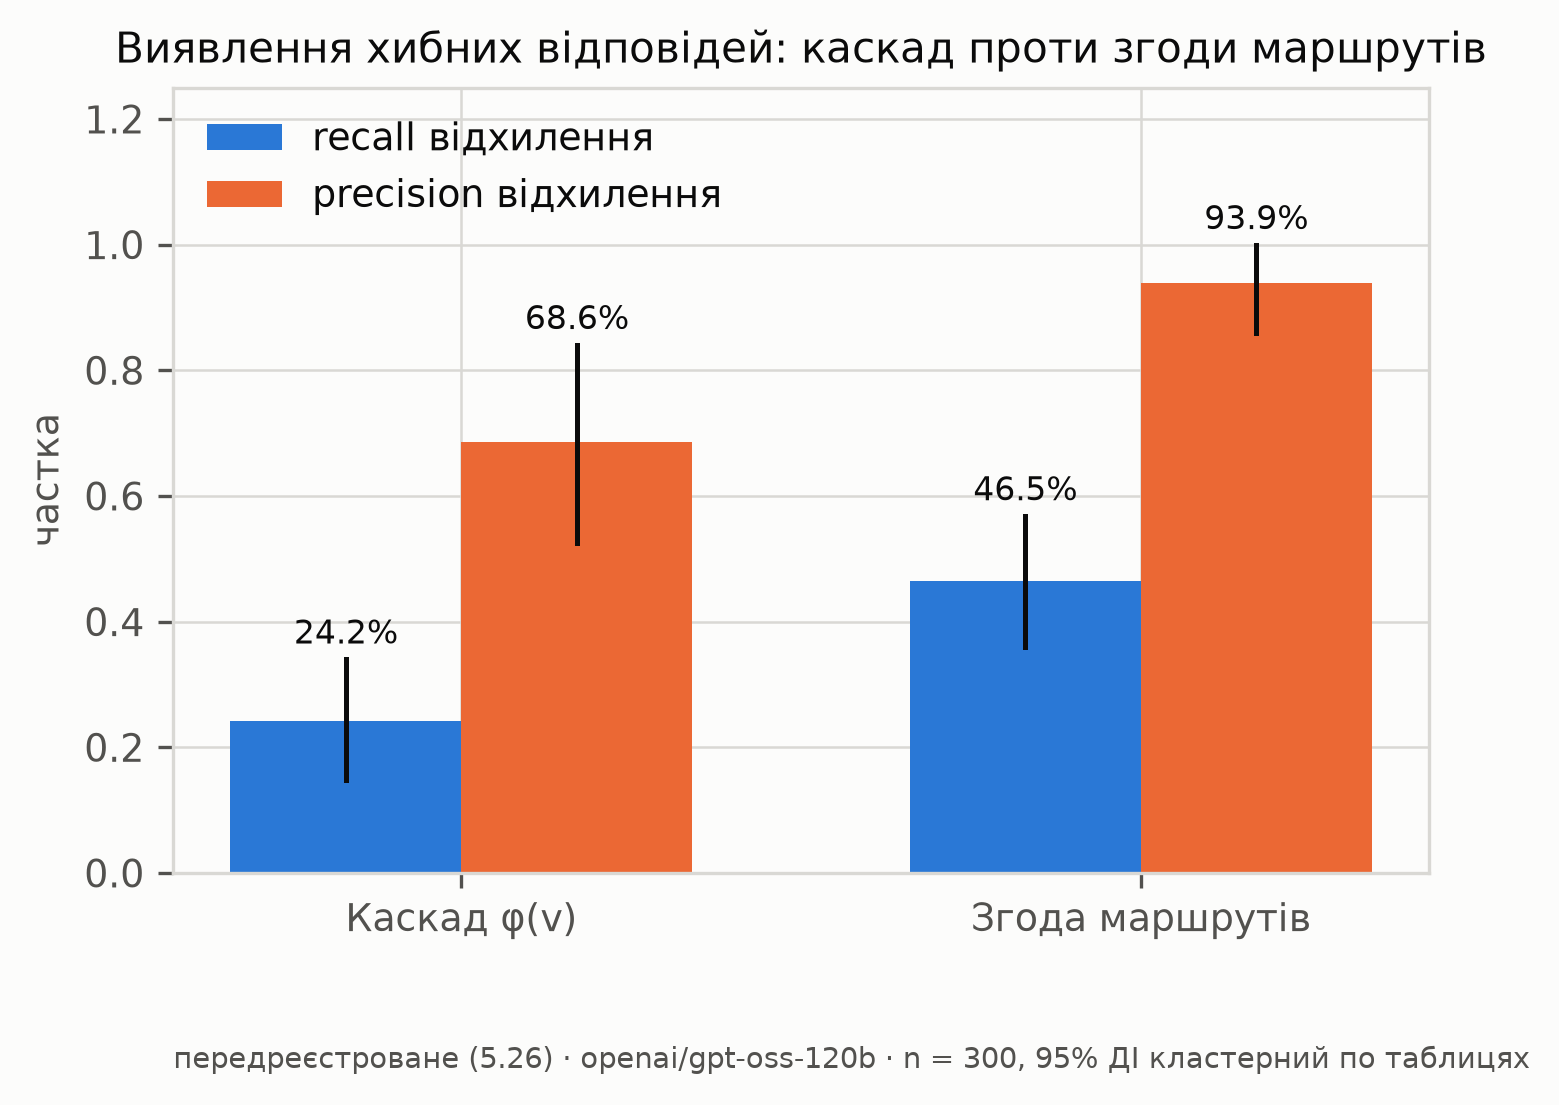 Виявлення хибних відповідей: каскад проти згоди маршрутів
1.2
1.0
0.8
0.6
0.4
0.2
0.0
частка
recall відхилення
precision відхилення
24.2%
68.6%
46.5%
93.9%
Каскад φ(v)
Згода маршрутів
передреєстроване (5.26) · openai/gpt-oss-120b · n = 300, 95% ДІ кластерний по таблицях